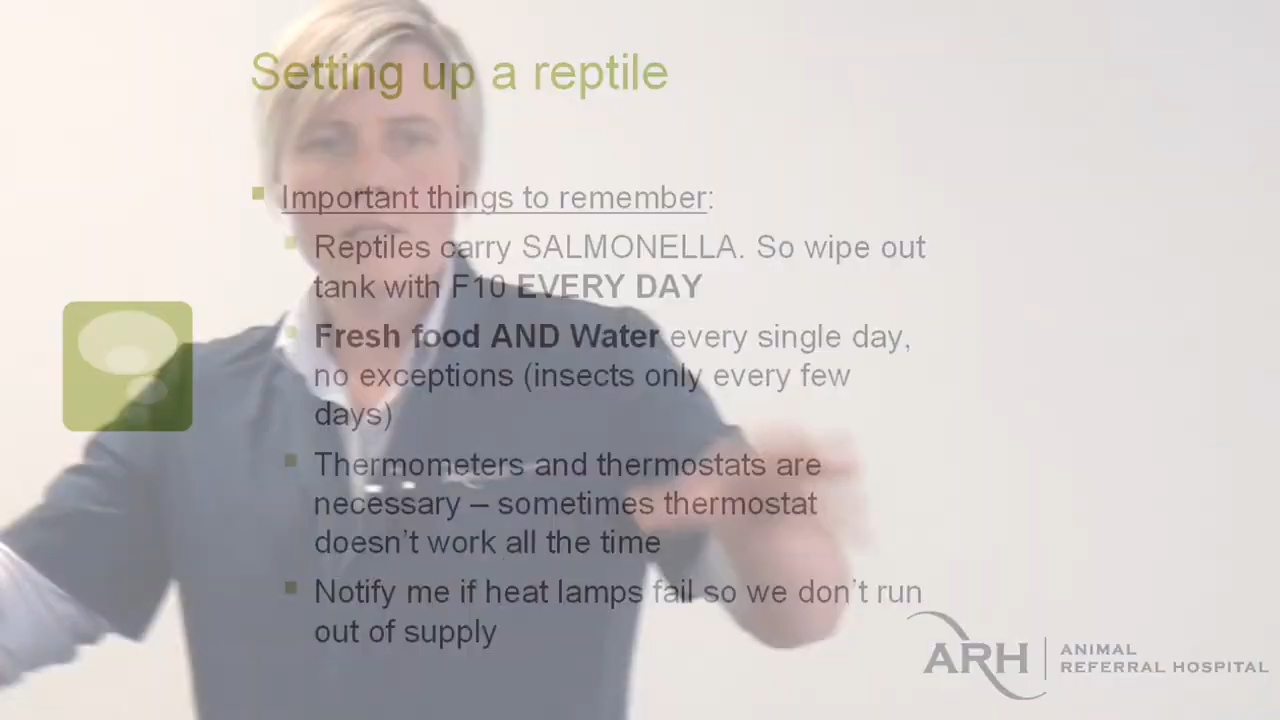 Setting up a reptile
Important things to remember:
Reptiles carry SALMONELLA. So wipe out
tank with F10 EVERY DAY
Fresh food AND Water every single day,
no exceptions (insects only every few
days)
Thermometers and thermostats are
necessary – sometimes thermostat
doesn't work all the time
Notify me if heat lamps fail so we don't run
out of supply
ARH ANIMAL
REFERRAL HOSPITAL